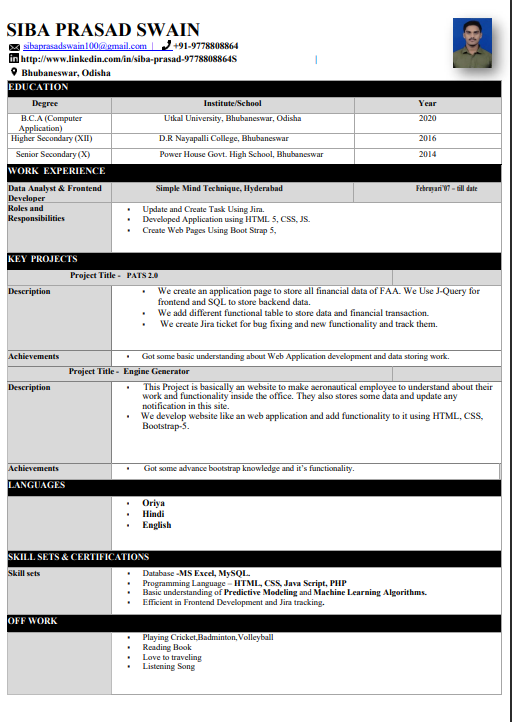 SIBA PRASAD SWAIN
sibaprasadswain100@gmail.com | +91-9778808864
http://www.linkedin.com/in/siba-prasad-9778808864S |
Bhubaneswar, Odisha
EDUCATION
Degree Institute/School Year
B.C.A (Computer Application) Utkal University, Bhubaneswar, Odisha 2020
Higher Secondary (XII) D.R Nayapalli College, Bhubaneswar 2016
Senior Secondary (X) Power House Govt. High School, Bhubaneswar 2014
WORK EXPERIENCE
Data Analyst & Frontend Developer Simple Mind Technique, Hyderabad Februyari'07 – till date
Roles and Responsibilities
▪ Update and Create Task Using Jira.
▪ Developed Application using HTML 5, CSS, JS.
▪ Create Web Pages Using Boot Strap 5,
KEY PROJECTS
Project Title - PATS 2.0
Description
▪ We create an application page to store all financial data of FAA. We Use J-Query for
frontend and SQL to store backend data.
▪ We add different functional table to store data and financial transaction.
▪ We create Jira ticket for bug fixing and new functionality and track them.
Achievements ▪ Got some basic understanding about Web Application development and data storing work.
Project Title - Engine Generator
Description
▪ This Project is basically an website to make aeronautical employee to understand about their
work and functionality inside the office. They also stores some data and update any
notification in this site.
▪ We develop website like an web application and add functionality to it using HTML, CSS,
Bootstrap-5.
Achievements ▪ Got some advance bootstrap knowledge and it's functionality.
LANGUAGES
▪ Oriya
▪ Hindi
▪ English
SKILL SETS & CERTIFICATIONS
Skill sets
▪ Database -MS Excel, MySQL.
▪ Programming Language – HTML, CSS, Java Script, PHP
▪ Basic understanding of Predictive Modeling and Machine Learning Algorithms.
▪ Efficient in Frontend Development and Jira tracking.
OFF WORK
▪ Playing Cricket,Badminton,Volleyball
▪ Reading Book
▪ Love to traveling
▪ Listening Song